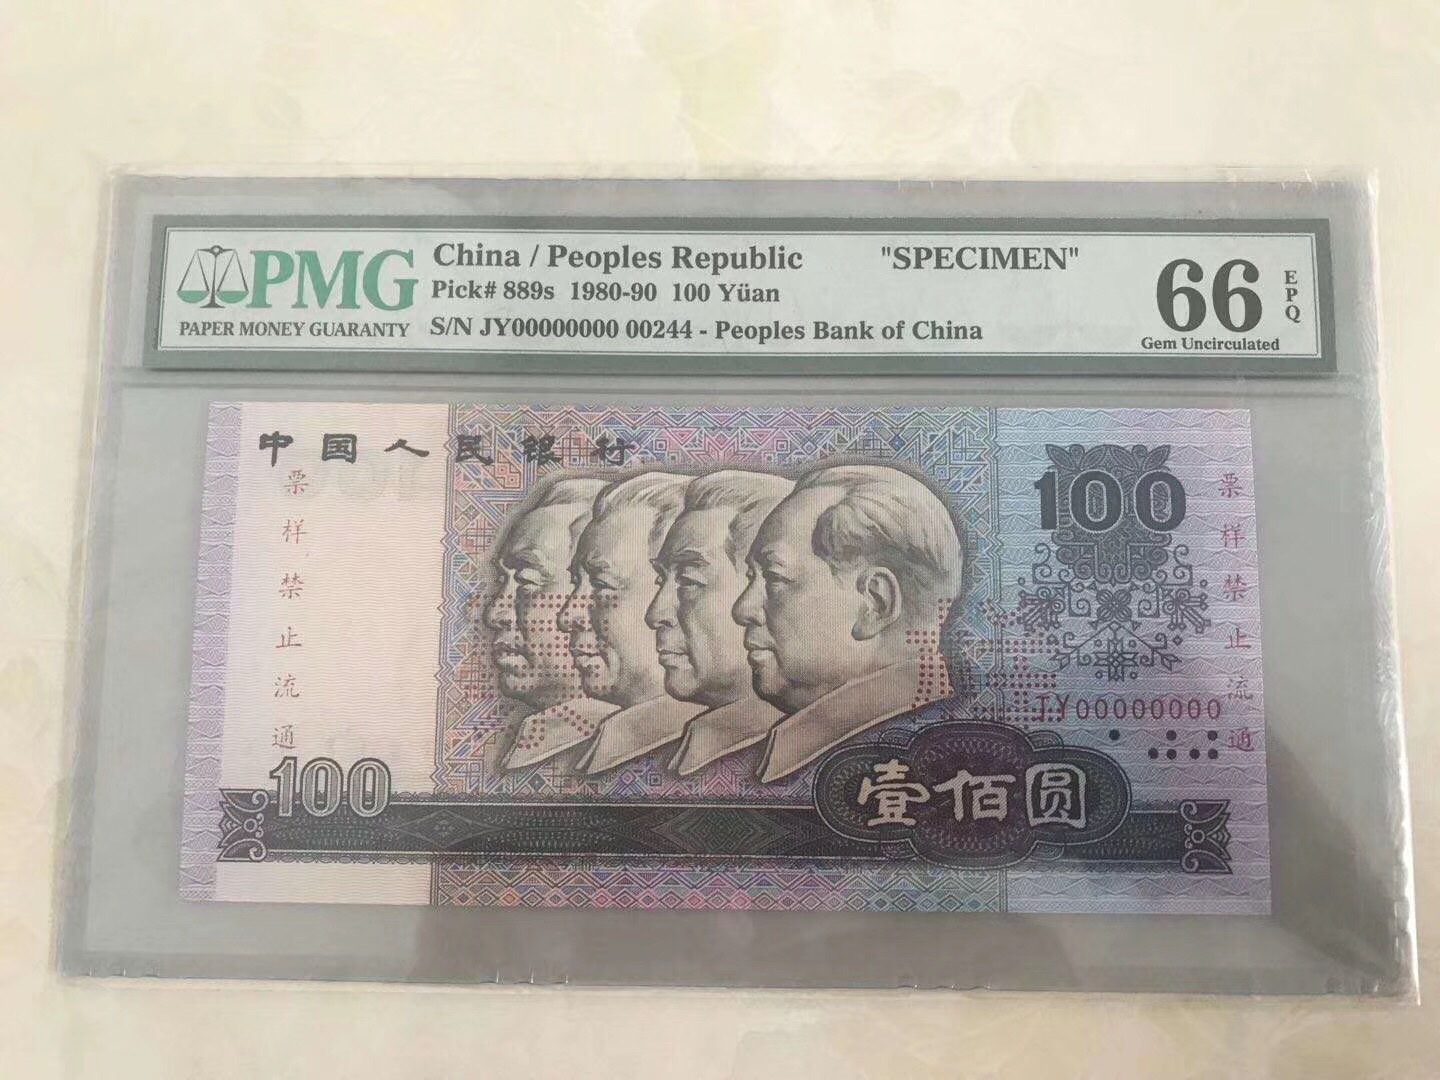 PMG
PAPER MONEY GUARANTY
China / Peoples Republic "SPECIMEN"
Pick# 889s 1980-90 100 Yüan
S/N JY00000000 00244 - Peoples Bank of China
66
EPQ
Gem Uncirculated
中国人民银行
票样禁止流通
100
票样禁止流通
JY00000000
100
壹佰圆